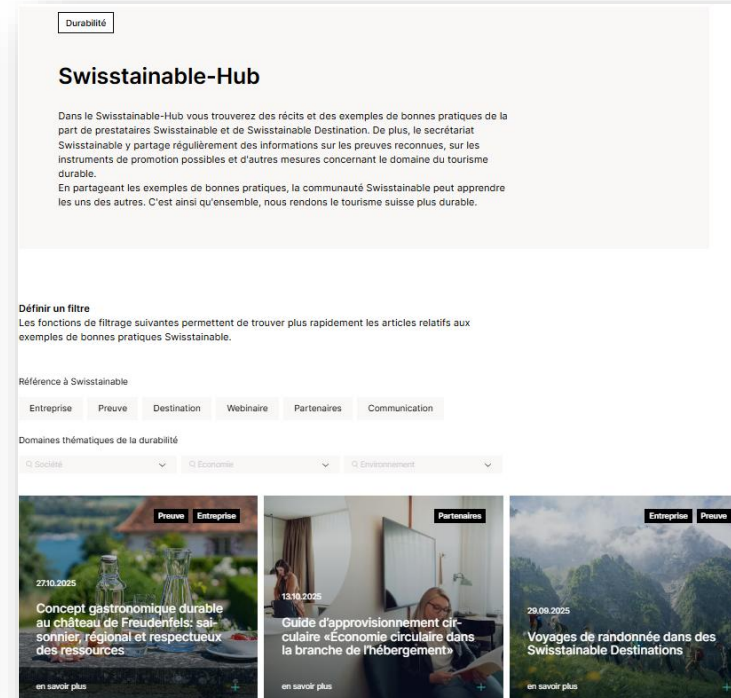 Durabilité
Swisstainable-Hub
Dans le Swisstainable-Hub vous trouverez des récits et des exemples de bonnes pratiques de la
part de prestataires Swisstainable et de Swisstainable Destination. De plus, le secrétariat
Swisstainable y partage régulièrement des informations sur les preuves reconnues, sur les
instruments de promotion possibles et d'autres mesures concernant le domaine du tourisme
durable.
En partageant les exemples de bonnes pratiques, la communauté Swisstainable peut apprendre
les uns des autres. C'est ainsi qu'ensemble, nous rendons le tourisme suisse plus durable.
Définir un filtre
Les fonctions de filtrage suivantes permettent de trouver plus rapidement les articles relatifs aux
exemples de bonnes pratiques Swisstainable.
Référence à Swisstainable
Entreprise Preuve Destination Webinaire Partenaires Communication
Domaines thématiques de la durabilité
Société Économie Environnement
Preuve Entreprise
27.10.2025
Concept gastronomique durable
au château de Freudenfels: sai-
sonnier, régional et respectueux
des ressources
en savoir plus
Partenaires
13.10.2025
Guide d'approvisionnement cir-
culaire «Économie circulaire dans
la branche de l'hébergement»
en savoir plus
Entreprise Preuve
29.09.2025
Voyages de randonnée dans des
Swisstainable Destinations
en savoir plus